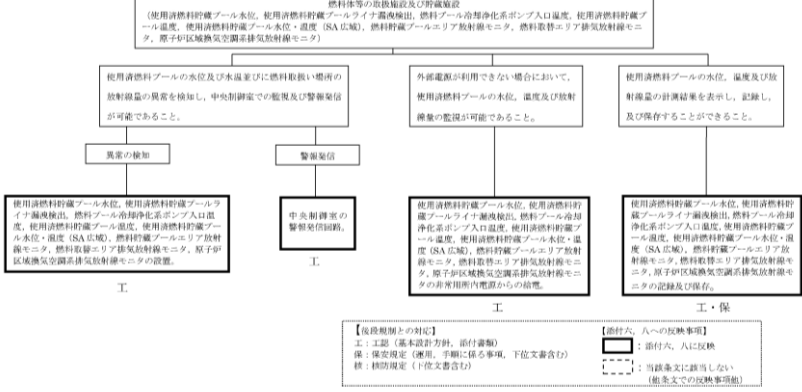 燃料体等の取扱施設及び貯蔵施設
(使用済燃料貯蔵プール水位, 使用済燃料貯蔵プールライナ漏洩検出, 燃料プール冷却浄化系ポンプ入口温度, 使用済燃料貯蔵プ
ール温度, 使用済燃料貯蔵プール水位・温度 (SA 広域), 燃料貯蔵プールエリア放射線モニタ, 燃料取替エリア排気放射線モニ
タ, 原子炉区域換気空調系排気放射線モニタ)
使用済燃料プールの水位及び水温並びに燃料取扱い場所の
放射線量の異常を検知し, 中央制御室での監視及び警報発信
が可能であること。
外部電源が利用できない場合において,
使用済燃料プールの水位, 温度及び放射
線量の監視が可能であること。
使用済燃料プールの水位, 温度及び放
射線量の計測結果を表示し, 記録し,
及び保存することができること。
異常の検知
警報発信
使用済燃料貯蔵プール水位, 使用済燃料貯蔵プールラ
イナ漏洩検出, 燃料プール冷却浄化系ポンプ入口温
度, 使用済燃料貯蔵プール温度, 使用済燃料貯蔵プー
ル水位・温度 (SA 広域), 燃料貯蔵プールエリア放射
線モニタ, 燃料取替エリア排気放射線モニタ, 原子炉
区域換気空調系排気放射線モニタの設置。
工
中央制御室の
警報発信回路。
工
使用済燃料貯蔵プール水位, 使用済燃料貯
蔵プールライナ漏洩検出, 燃料プール冷却
浄化系ポンプ入口温度, 使用済燃料貯蔵プ
ール温度, 使用済燃料貯蔵プール水位・温
度 (SA 広域), 燃料貯蔵プールエリア放射
線モニタ, 燃料取替エリア排気放射線モニ
タ, 原子炉区域換気空調系排気放射線モニ
タの非常用所内電源からの給電。
工
使用済燃料貯蔵プール水位, 使用済燃料貯
蔵プールライナ漏洩検出, 燃料プール冷却
浄化系ポンプ入口温度, 使用済燃料貯蔵プ
ール温度, 使用済燃料貯蔵プール水位・温
度 (SA 広域), 燃料貯蔵プールエリア放
射線モニタ, 燃料取替エリア排気放射線モ
ニタ, 原子炉区域換気空調系排気放射線モ
ニタの記録及び保存。
工・保
【後段規制との対応】
工：工認 (基本設計方針, 添付書類)
保：保安規定 (運用, 手順に係る事項, 下位文書含む)
核：核防規定 (下位文書含む)
【添付六, 八への反映事項】
：添付六, 八に反映
：当該条文に該当しない
(他条文での反映事項他)